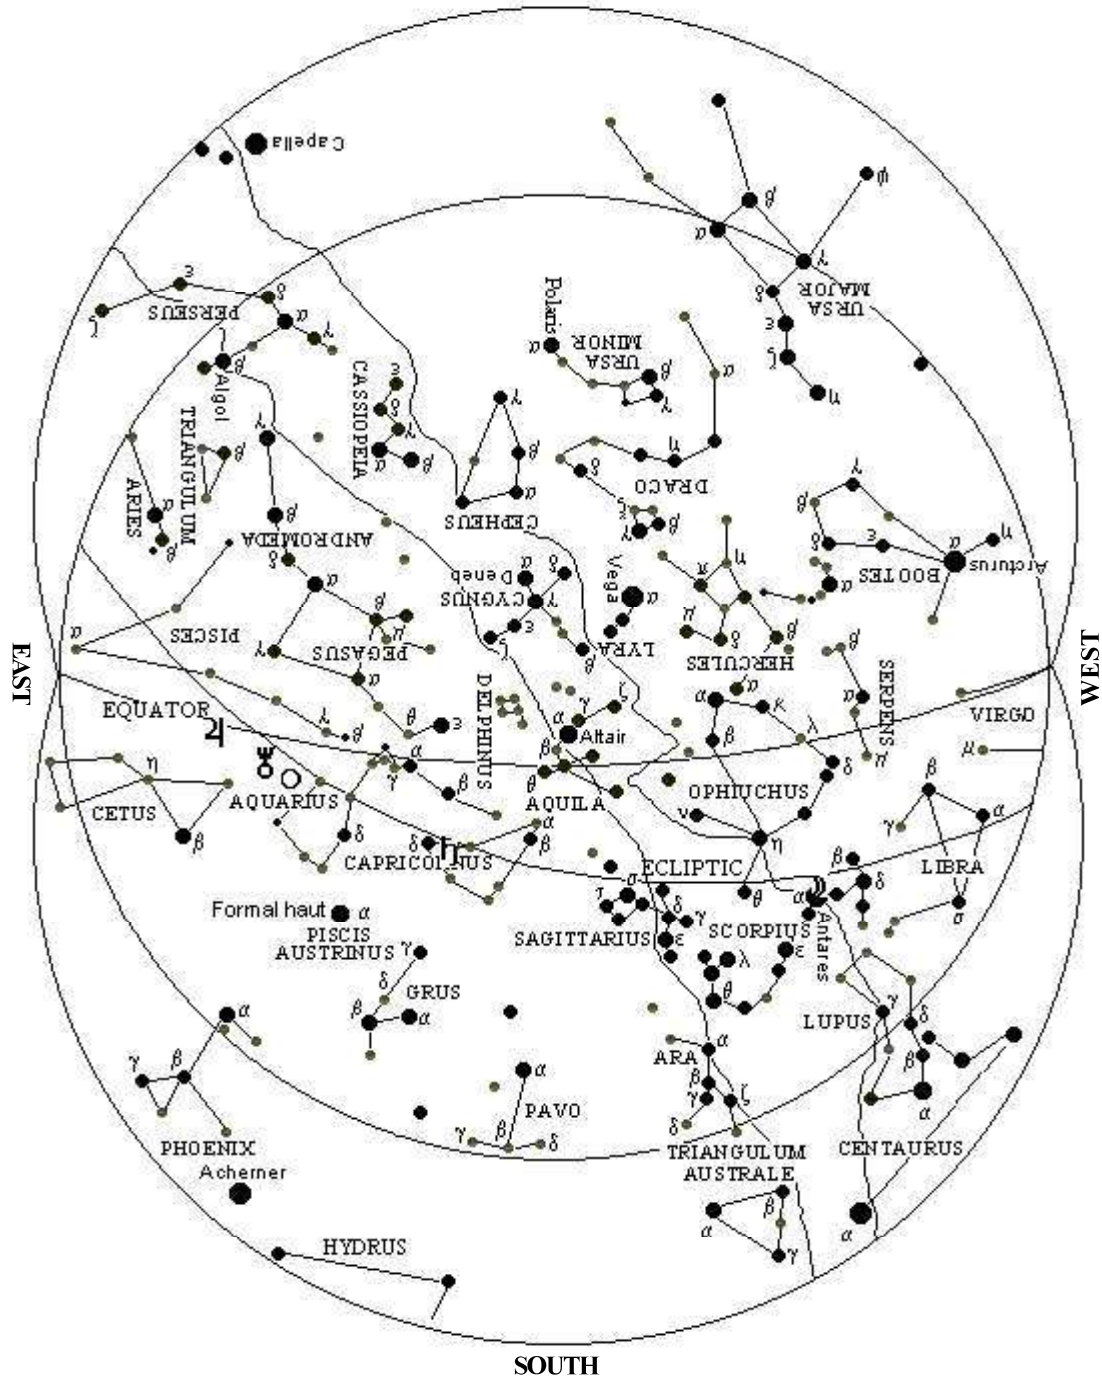 Capella
ψ
β
α
γ
δ
URSA
MAJOR
ε
ζ
η
ε
δ
ζ
PERSEUS
α
γ
β
Algol
Polaris
α
URSA
MINOR
β
γ
ε
δ
γ
α
β
CASSIOPEIA
γ
β
α
CEPHEUS
α
η
δ
DRACO
ξ
β
γ
TRIANGULUM
ARIES
α
β
γ
β
ANDROMEDA
δ
α
γ
β
δ
ε
α
η
BOOTES
Arcturus
α
Deneb
δ
CYGNUS
γ
ε
ζ
β
Vega
α
LYRA
η
π
μ
δ
β
HERCULES
α
α
PISCES
γ
β
β
μ
PEGASUS
γ
α
θ
ε
EAST
WEST
DELPHINUS
ζ
γ
α
Altair
β
θ
AQUILA
α
κ
β
λ
δ
OPHIUCHUS
ν
η
θ
β
SERPENS
α
μ
VIRGO
μ
EQUATOR
η
CETUS
β
AQUARIUS
γ
α
β
δ
α
β
δ
CAPRICORNUS
ECLIPTIC
β
α
γ
LIBRA
σ
β
δ
α
Antares
Formal haut
α
PISCIS
AUSTRINUS
σ
τ
δ
γ
SAGITTARIUS
ε
SCORPIUS
ε
λ
θ
γ
δ
GRUS
β
α
LUPUS
γ
δ
β
α
α
γ
β
PHOENIX
Acherner
α
PAVO
γ
β
δ
ARA
α
β
γ
ζ
δ
TRIANGULUM
AUSTRALE
β
α
γ
CENTAURUS
α
HYDRUS
SOUTH